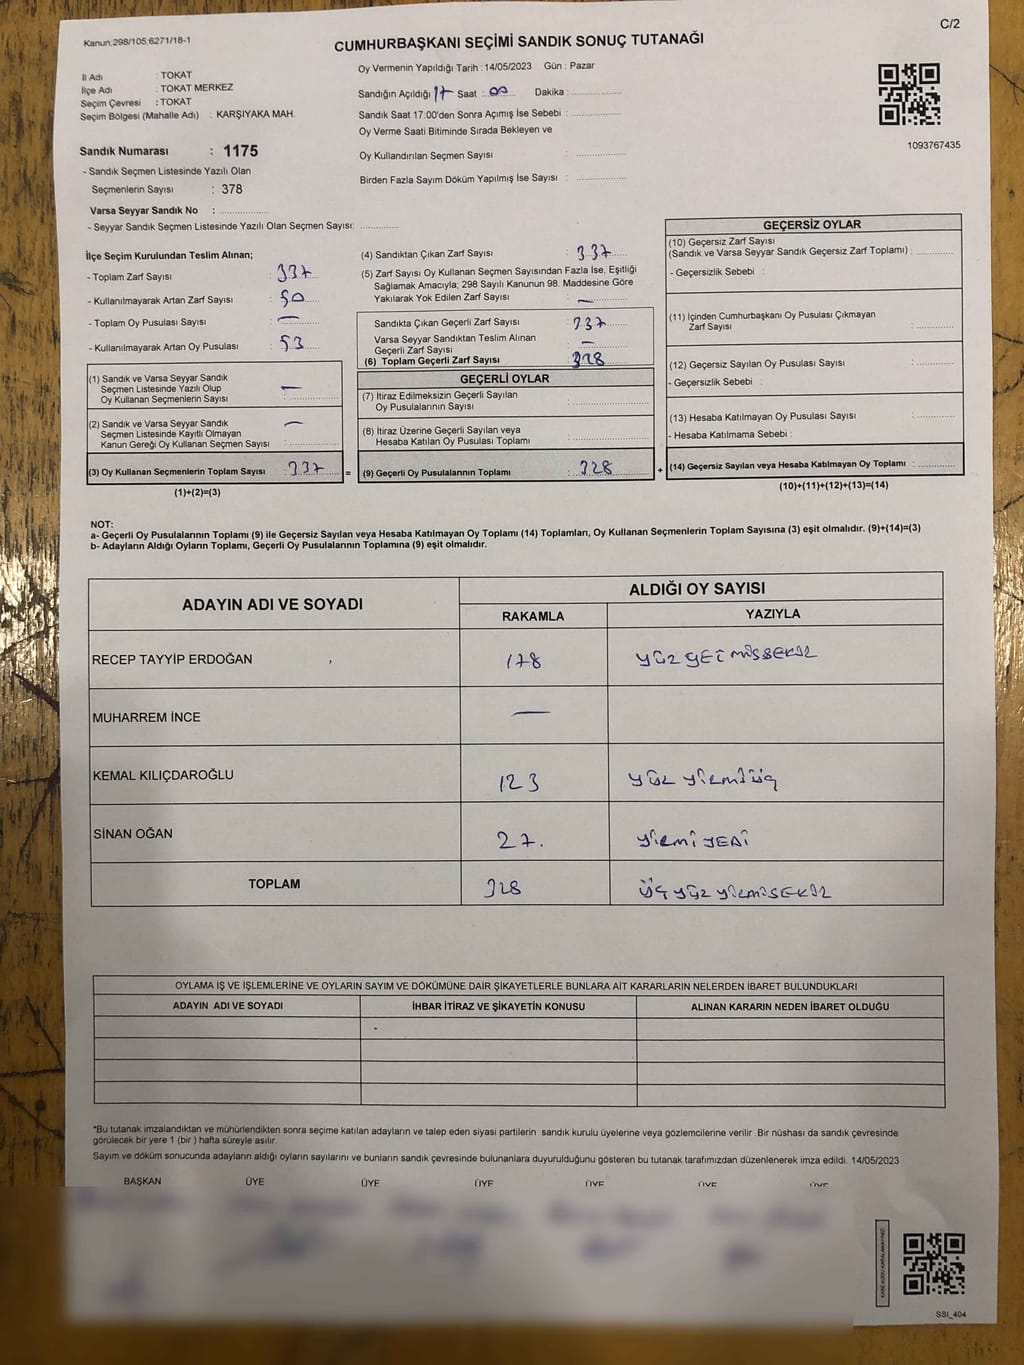 C/2
Kanun:298/105;6271/18-1
CUMHURBAŞKANI SEÇİMİ SANDIK SONUÇ TUTANAĞI
İl Adı : TOKAT
İlçe Adı : TOKAT MERKEZ
Seçim Çevresi : TOKAT
Seçim Bölgesi (Mahalle Adı) : KARŞIYAKA MAH.
Sandık Numarası : 1175
- Sandık Seçmen Listesinde Yazılı Olan
Seçmenlerin Sayısı : 378
Varsa Seyyar Sandık No : ..................
- Seyyar Sandık Seçmen Listesinde Yazılı Olan Seçmen Sayısı: ..............
Oy Vermenin Yapıldığı Tarih : 14/05/2023 Gün : Pazar
Sandığın Açıldığı 17 Saat : 00 Dakika : ..................
Sandık Saat 17:00'den Sonra Açımış İse Sebebi : ..................
Oy Verme Saati Bitiminde Sırada Bekleyen ve
Oy Kullandırılan Seçmen Sayısı : ..................
Birden Fazla Sayım Döküm Yapılmış İse Sayısı : ..................
1093767435
İlçe Seçim Kurulundan Teslim Alınan;
- Toplam Zarf Sayısı : 337
- Kullanılmayarak Artan Zarf Sayısı : 50
- Toplam Oy Pusulası Sayısı : —
- Kullanılmayarak Artan Oy Pusulası : 53
(1) Sandık ve Varsa Seyyar Sandık
Seçmen Listesinde Yazılı Olup
Oy Kullanan Seçmenlerin Sayısı : —
(2) Sandık ve Varsa Seyyar Sandık
Seçmen Listesinde Kayıtlı Olmayan
Kanun Gereği Oy Kullanan Seçmen Sayısı : —
(3) Oy Kullanan Seçmenlerin Toplam Sayısı : 337 =
(1)+(2)=(3)
(4) Sandıktan Çıkan Zarf Sayısı : 337
(5) Zarf Sayısı Oy Kullanan Seçmen Sayısından Fazla İse, Eşitliği
Sağlamak Amacıyla; 298 Sayılı Kanunun 98. Maddesine Göre
Yakılarak Yok Edilen Zarf Sayısı : —
Sandıkta Çıkan Geçerli Zarf Sayısı : 337
Varsa Seyyar Sandıktan Teslim Alınan
Geçerli Zarf Sayısı : —
(6) Toplam Geçerli Zarf Sayısı : 328
GEÇERLİ OYLAR
(7) İtiraz Edilmeksizin Geçerli Sayılan
Oy Pusulalarının Sayısı : ..................
(8) İtiraz Üzerine Geçerli Sayılan veya
Hesaba Katılan Oy Pusulası Toplamı : ..................
(9) Geçerli Oy Pusulalarının Toplamı : 328 +
GEÇERSİZ OYLAR
(10) Geçersiz Zarf Sayısı
(Sandık ve Varsa Seyyar Sandık Geçersiz Zarf Toplamı) : .............
- Geçersizlik Sebebi :
(11) İçinden Cumhurbaşkanı Oy Pusulası Çıkmayan
Zarf Sayısı : .............
(12) Geçersiz Sayılan Oy Pusulası Sayısı : .............
- Geçersizlik Sebebi :
(13) Hesaba Katılmayan Oy Pusulası Sayısı : .............
- Hesaba Katılmama Sebebi :
(14) Geçersiz Sayılan veya Hesaba Katılmayan Oy Toplamı : .............
(10)+(11)+(12)+(13)=(14)
NOT:
a- Geçerli Oy Pusulalarının Toplamı (9) ile Geçersiz Sayılan veya Hesaba Katılmayan Oy Toplamı (14) Toplamları, Oy Kullanan Seçmenlerin Toplam Sayısına (3) eşit olmalıdır. (9)+(14)=(3)
b- Adayların Aldığı Oyların Toplamı, Geçerli Oy Pusulalarının Toplamına (9) eşit olmalıdır.
ADAYIN ADI VE SOYADI ALDIĞI OY SAYISI
RAKAMLA YAZIYLA
RECEP TAYYİP ERDOĞAN 178 YÜZ YETMİŞSEKİZ
MUHARREM İNCE —
KEMAL KILIÇDAROĞLU 123 YÜZ YİRMİÜÇ
SİNAN OĞAN 27. YİRMİYEDİ
TOPLAM 328 ÜÇ YÜZ YİRMİSEKİZ
OYLAMA İŞ VE İŞLEMLERİNE VE OYLARIN SAYIM VE DÖKÜMÜNE DAİR ŞİKAYETLERLE BUNLARA AİT KARARLARIN NELERDEN İBARET BULUNDUKLARI
ADAYIN ADI VE SOYADI İHBAR İTİRAZ VE ŞİKAYETİN KONUSU ALINAN KARARIN NEDEN İBARET OLDUĞU
*Bu tutanak imzalandıktan ve mühürlendikten sonra seçime katılan adayların ve talep eden siyasi partilerin sandık kurulu üyelerine veya gözlemcilerine verilir .Bir nüshası da sandık çevresinde
görülecek bir yere 1 (bir ) hafta süreyle asılır.
Sayım ve döküm sonucunda adayların aldığı oyların sayılarını ve bunların sandık çevresinde bulunanlara duyurulduğunu gösteren bu tutanak tarafımızdan düzenlenerek imza edildi. 14/05/2023
BAŞKAN ÜYE ÜYE ÜYE ÜYE ÜYE ÜYE
SSI_404